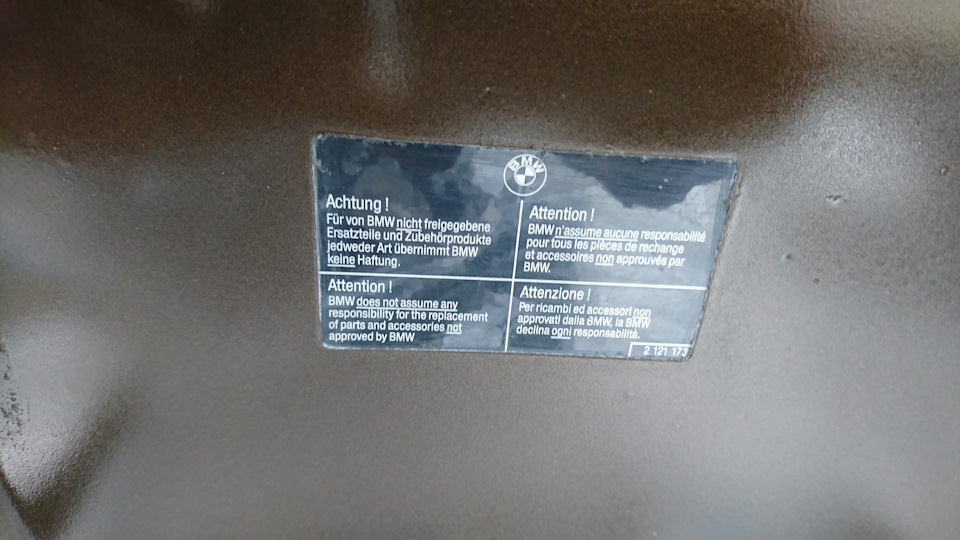 BMW
Achtung !
Für von BMW nicht freigegebene
Ersatzteile und Zubehörprodukte
jedweder Art übernimmt BMW
keine Haftung.
Attention !
BMW n'assume aucune responsabilité
pour tous les pièces de rechange
et accessoires non approuvés par
BMW.
Attention !
BMW does not assume any
responsibility for the replacement
of parts and accessories not
approved by BMW
Attenzione !
Per ricambi ed accessori non
approvati dalla BMW, la BMW
declina ogni responsabilità.
2 121 173